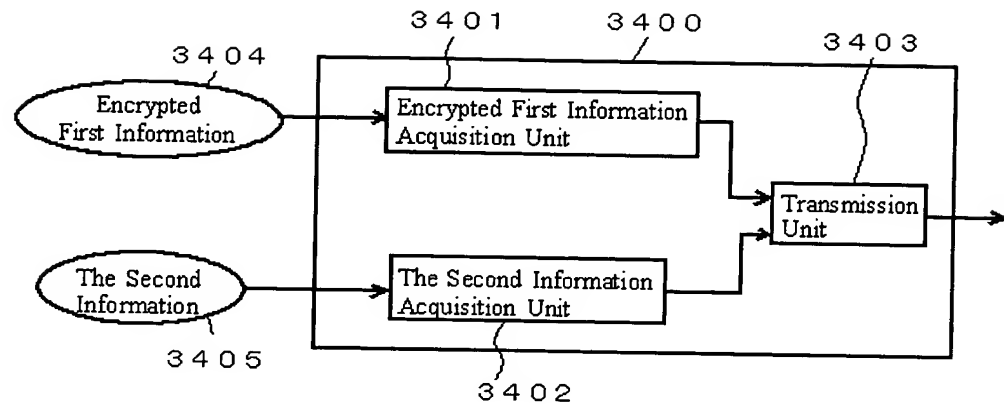 3401
3400
3403
3404
Encrypted
First Information
Encrypted First Information
Acquisition Unit
Transmission
Unit
The Second
Information
The Second Information
Acquisition Unit
3405
3402